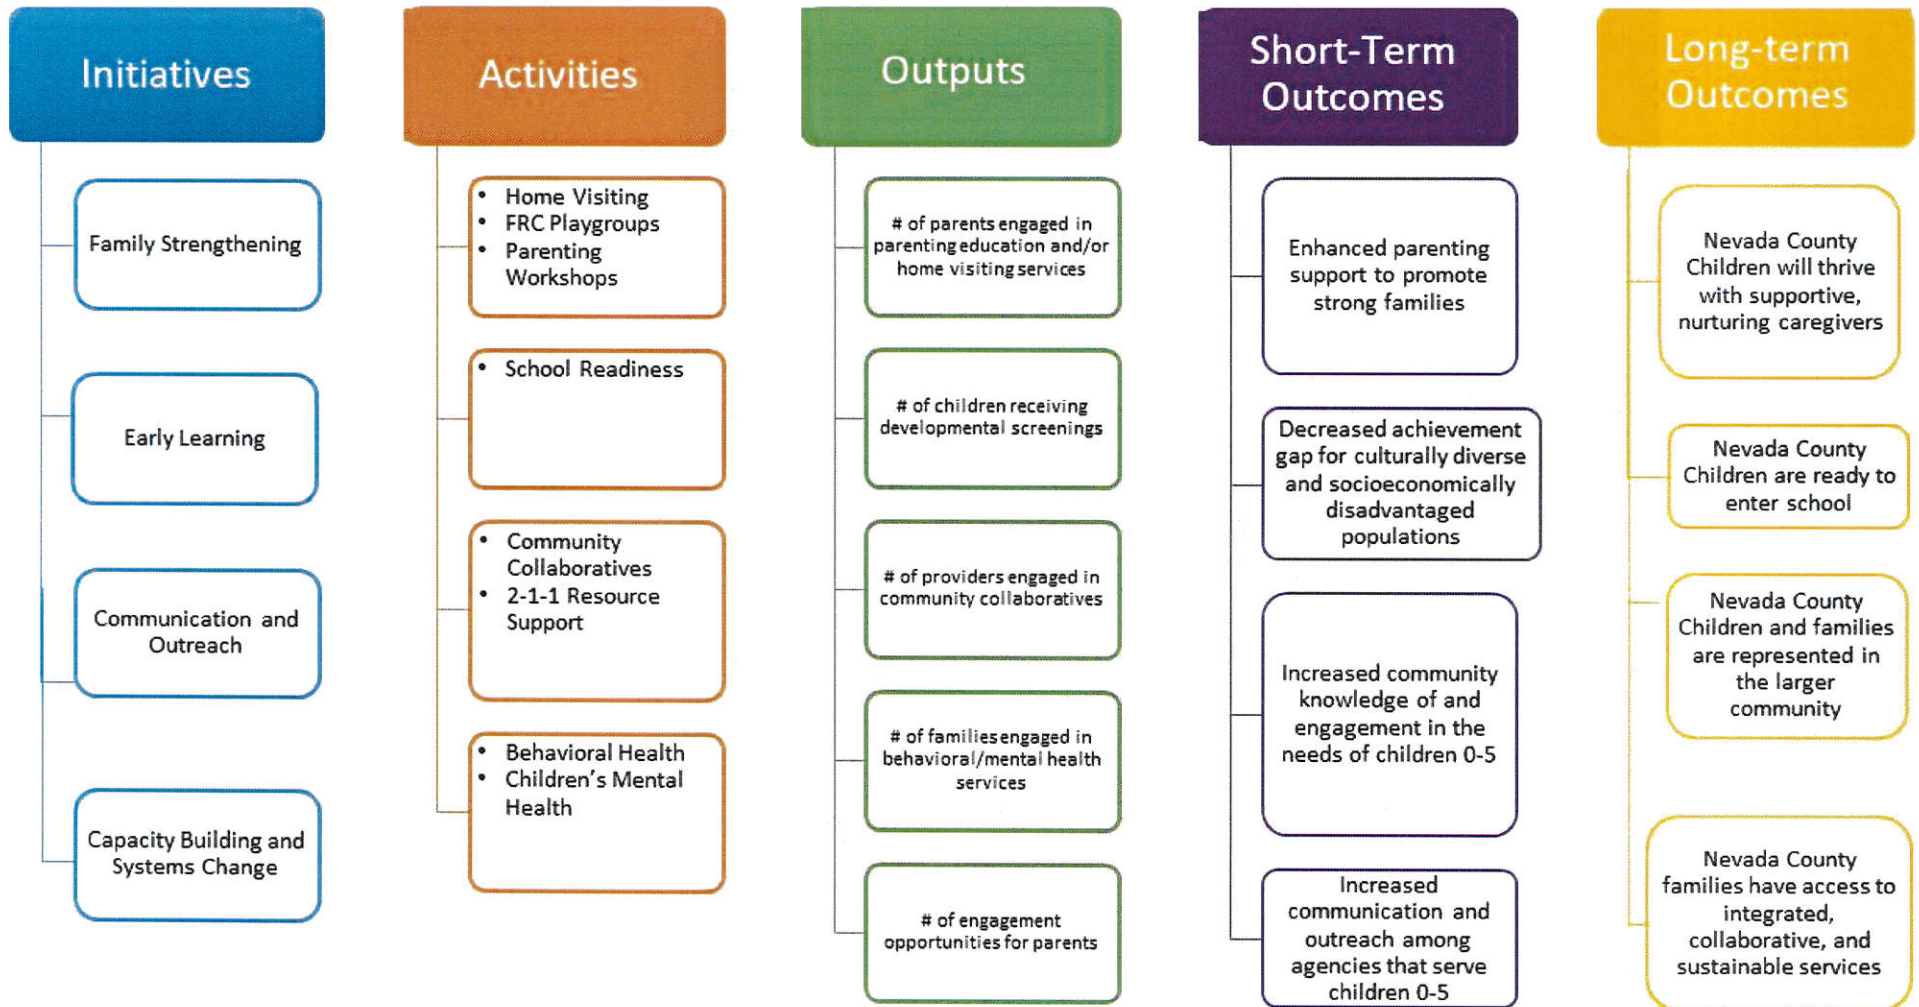 Initiatives
Family Strengthening
Early Learning
Communication and
Outreach
Capacity Building and
Systems Change
Activities
• Home Visiting
• FRC Playgroups
• Parenting
Workshops
• School Readiness
• Community
Collaboratives
• 2-1-1 Resource
Support
• Behavioral Health
• Children's Mental
Health
Outputs
# of parents engaged in
parenting education and/or
home visiting services
# of children receiving
developmental screenings
# of providers engaged in
community collaboratives
# of families engaged in
behavioral/mental health
services
# of engagement
opportunities for parents
Short-Term
Outcomes
Enhanced parenting
support to promote
strong families
Decreased achievement
gap for culturally diverse
and socioeconomically
disadvantaged
populations
Increased community
knowledge of and
engagement in the
needs of children 0-5
Increased
communication and
outreach among
agencies that serve
children 0-5
Long-term
Outcomes
Nevada County
Children will thrive
with supportive,
nurturing caregivers
Nevada County
Children are ready to
enter school
Nevada County
Children and families
are represented in
the larger
community
Nevada County
families have access to
integrated,
collaborative, and
sustainable services